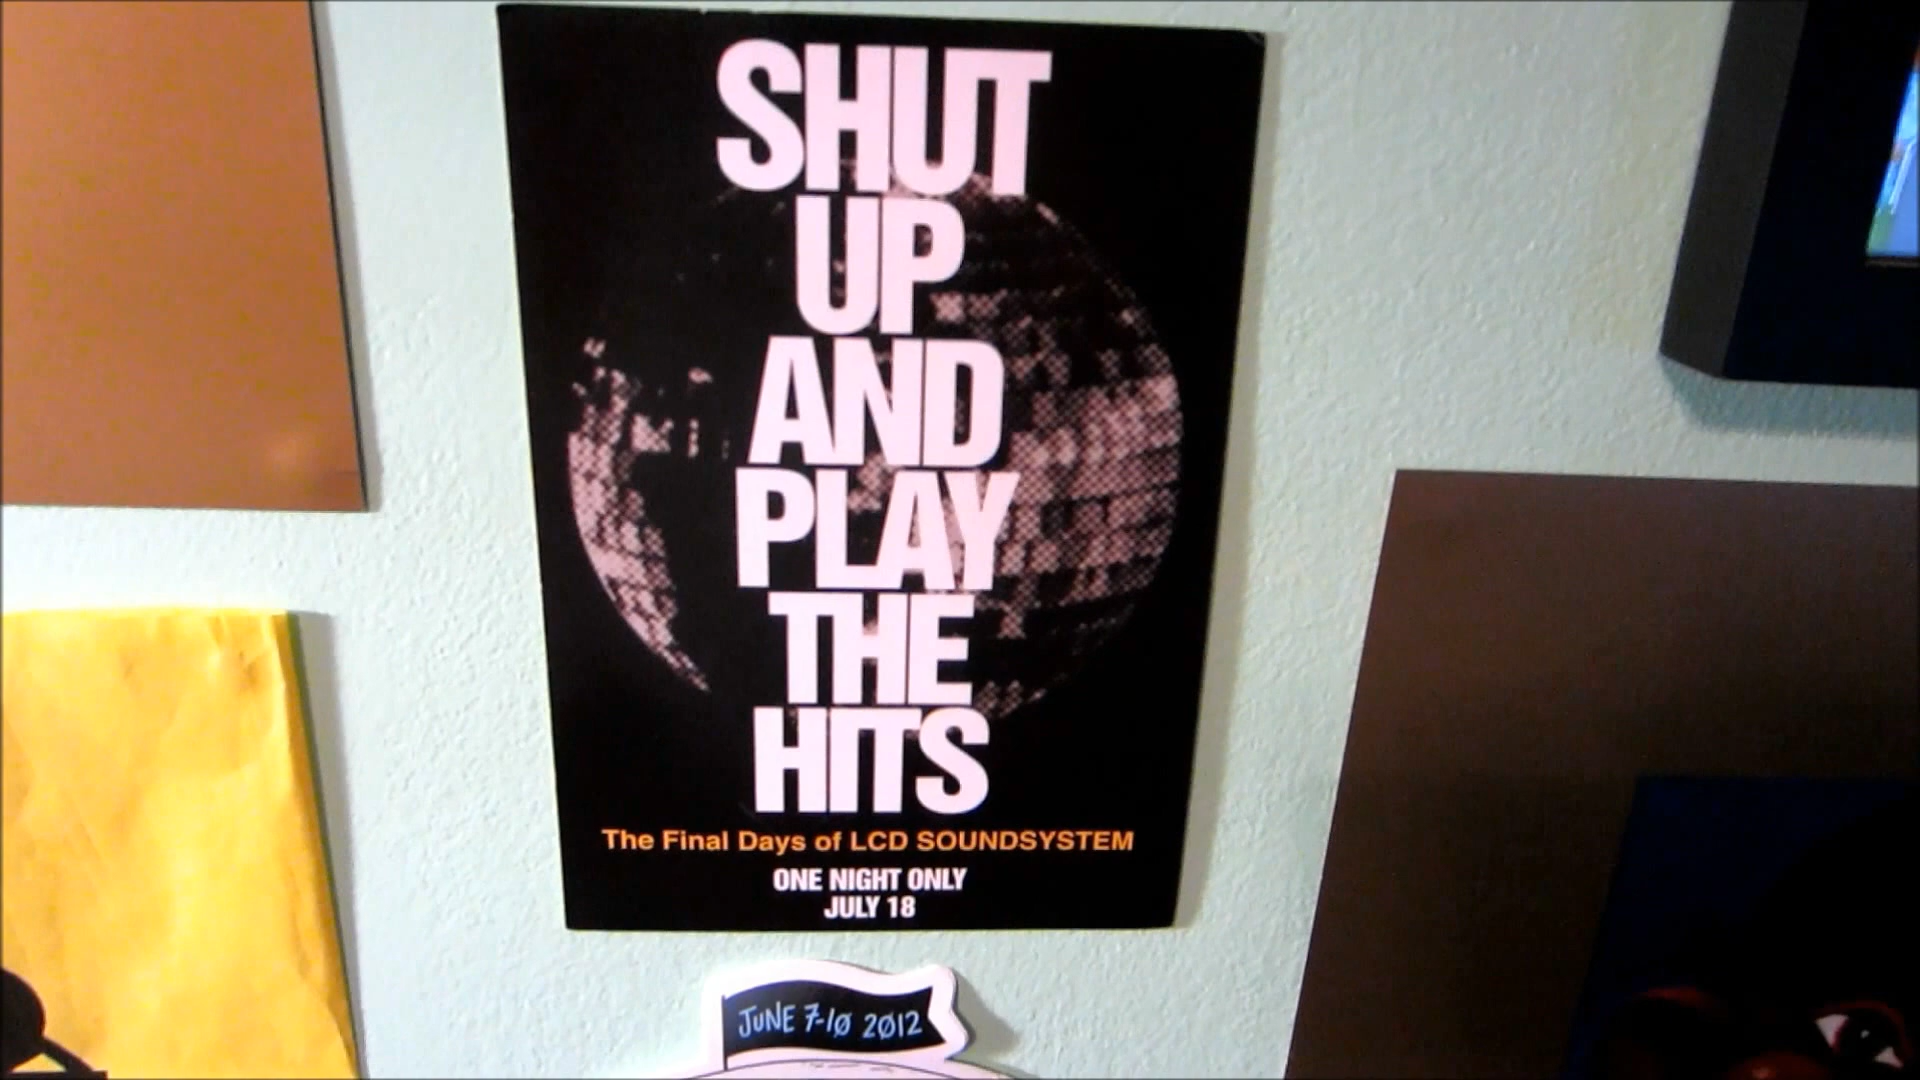 SHUT
UP
AND
PLAY
THE
HITS
The Final Days of LCD SOUNDSYSTEM
ONE NIGHT ONLY
JULY 18
JUNE 7-10 2012